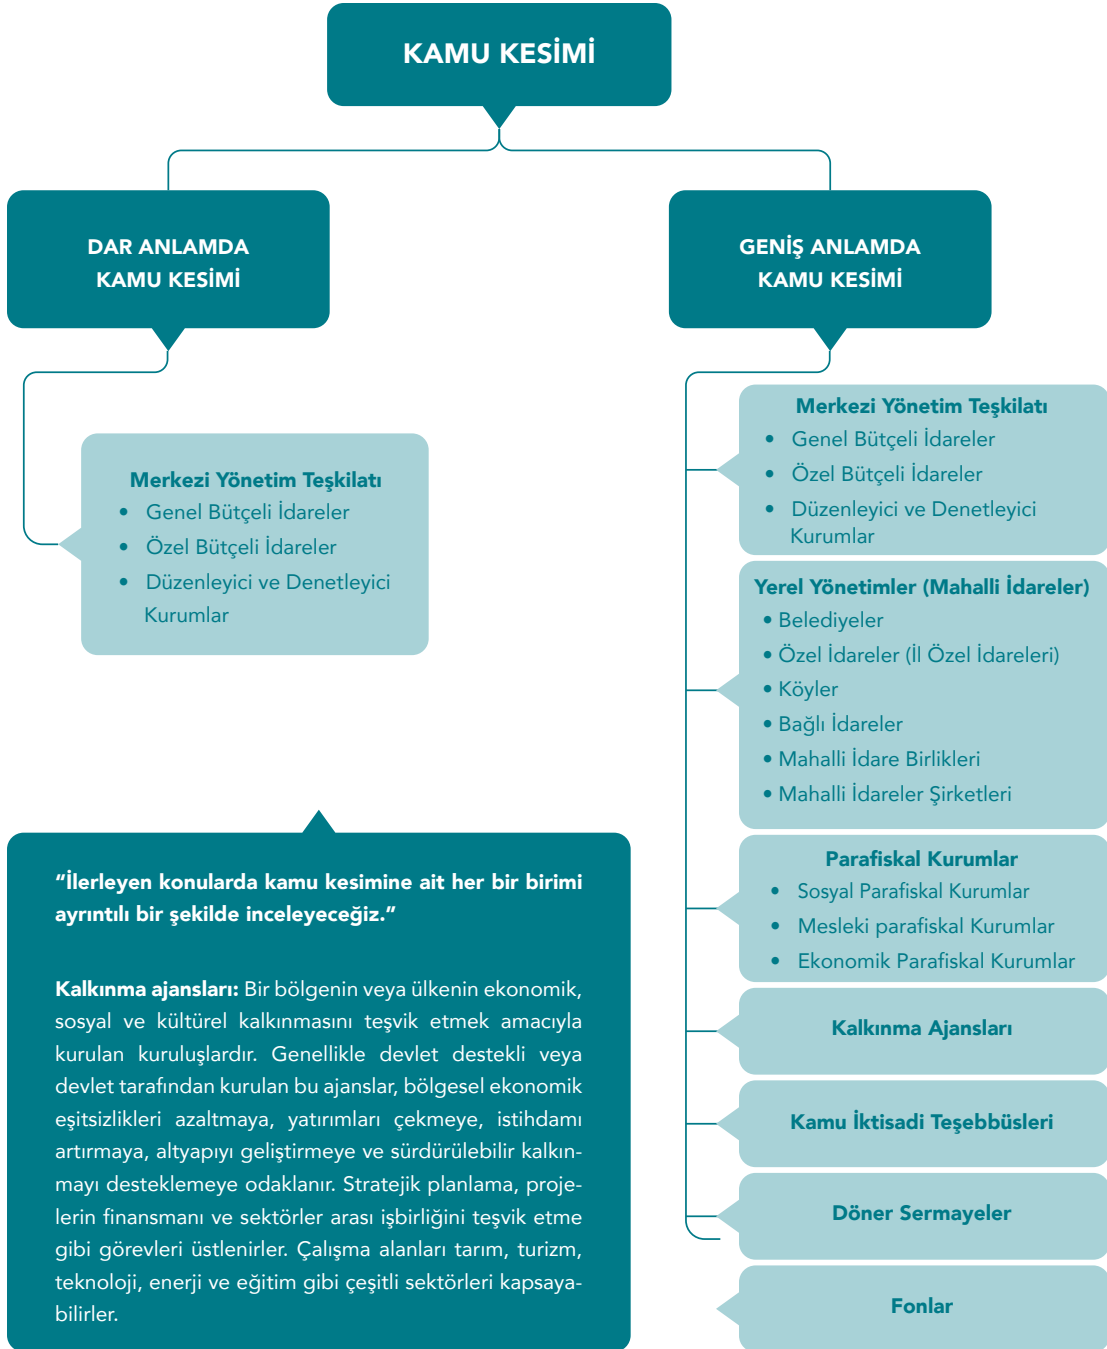 KAMU KESİMİ
DAR ANLAMDA
KAMU KESİMİ
GENİŞ ANLAMDA
KAMU KESİMİ
Merkezi Yönetim Teşkilatı
• Genel Bütçeli İdareler
• Özel Bütçeli İdareler
• Düzenleyici ve Denetleyici
Kurumlar
Merkezi Yönetim Teşkilatı
• Genel Bütçeli İdareler
• Özel Bütçeli İdareler
• Düzenleyici ve Denetleyici
Kurumlar
Yerel Yönetimler (Mahalli İdareler)
• Belediyeler
• Özel İdareler (İl Özel İdareleri)
• Köyler
• Bağlı İdareler
• Mahalli İdare Birlikleri
• Mahalli İdareler Şirketleri
Parafiskal Kurumlar
• Sosyal Parafiskal Kurumlar
• Mesleki parafiskal Kurumlar
• Ekonomik Parafiskal Kurumlar
Kalkınma Ajansları
Kamu İktisadi Teşebbüsleri
Döner Sermayeler
Fonlar
"İlerleyen konularda kamu kesimine ait her bir birimi
ayrıntılı bir şekilde inceleyeceğiz."
Kalkınma ajansları: Bir bölgenin veya ülkenin ekonomik,
sosyal ve kültürel kalkınmasını teşvik etmek amacıyla
kurulan kuruluşlardır. Genellikle devlet destekli veya
devlet tarafından kurulan bu ajanslar, bölgesel ekonomik
eşitsizlikleri azaltmaya, yatırımları çekmeye, istihdamı
artırmaya, altyapıyı geliştirmeye ve sürdürülebilir kalkın-
mayı desteklemeye odaklanır. Stratejik planlama, proje-
lerin finansmanı ve sektörler arası işbirliğini teşvik etme
gibi görevleri üstlenirler. Çalışma alanları tarım, turizm,
teknoloji, enerji ve eğitim gibi çeşitli sektörleri kapsaya-
bilirler.